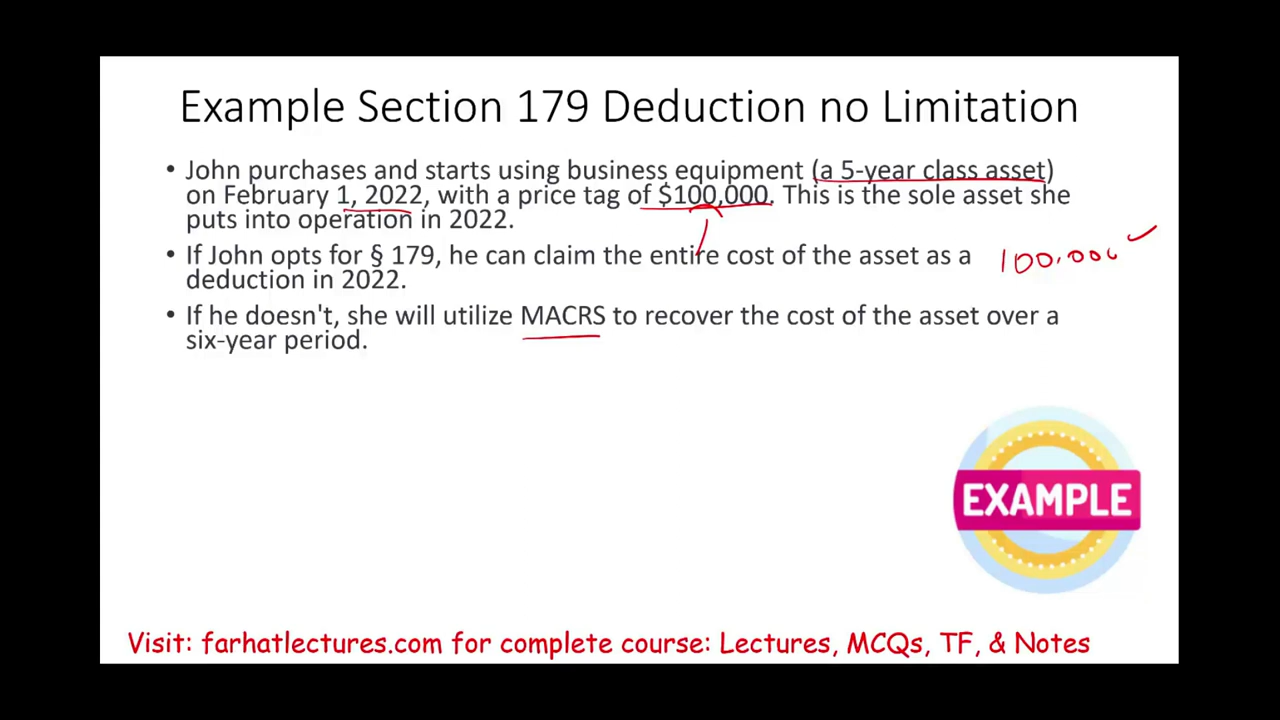 Example Section 179 Deduction no Limitation
• John purchases and starts using business equipment (a 5-year class asset)
on February 1, 2022, with a price tag of $100,000. This is the sole asset she
puts into operation in 2022.
• If John opts for § 179, he can claim the entire cost of the asset as a
deduction in 2022.
100,000
• If he doesn't, she will utilize MACRS to recover the cost of the asset over a
six-year period.
EXAMPLE
Visit: farhatlectures.com for complete course: Lectures, MCQs, TF, & Notes